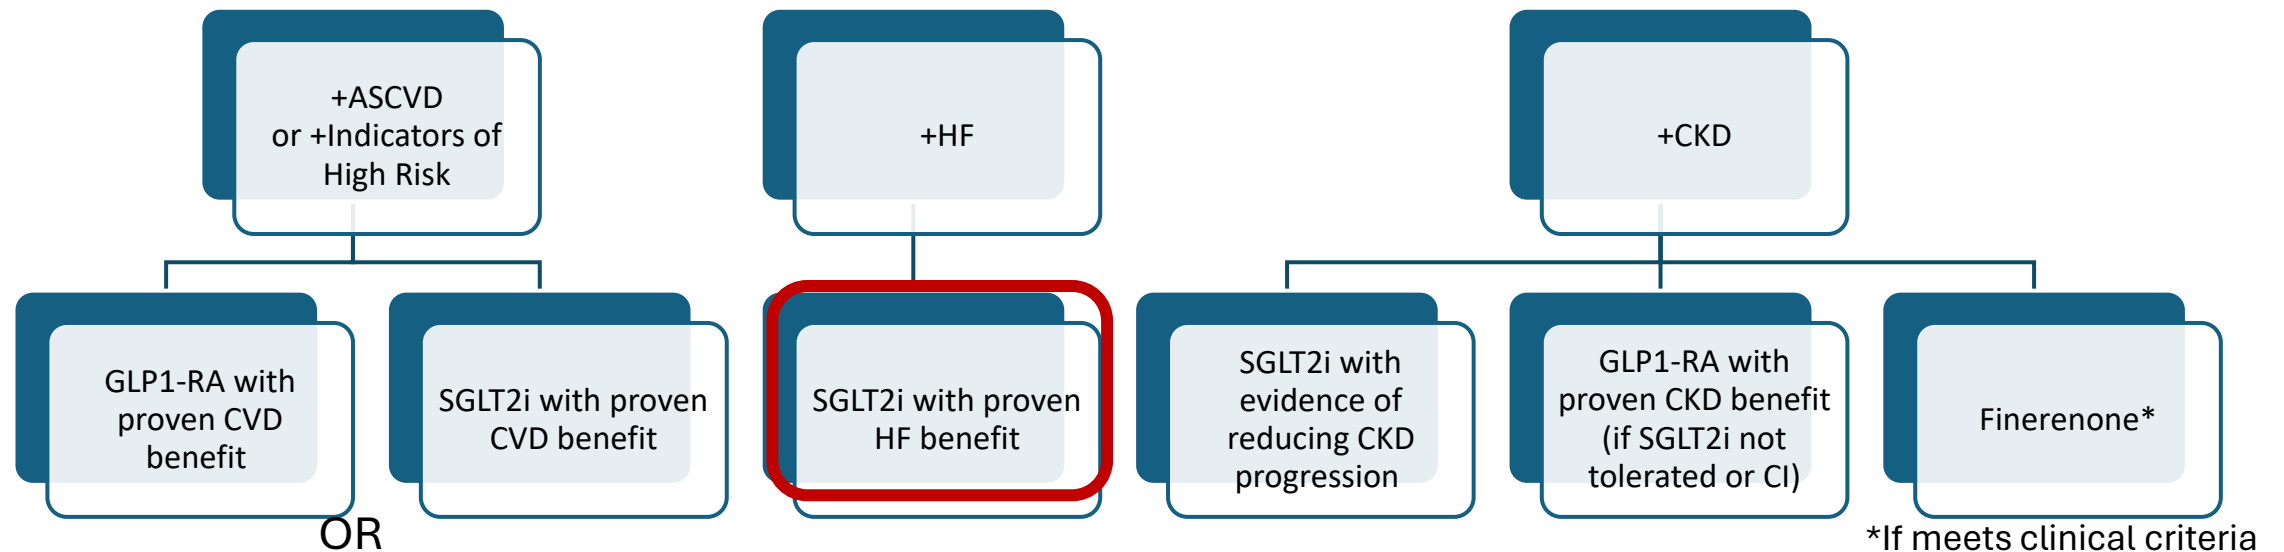 +ASCVD
or +Indicators of
High Risk
+HF
+CKD
GLP1-RA with
proven CVD
benefit
SGLT2i with proven
CVD benefit
SGLT2i with proven
HF benefit
SGLT2i with
evidence of
reducing CKD
progression
GLP1-RA with
proven CKD benefit
(if SGLT2i not
tolerated or CI)
Finerenone*
OR
*If meets clinical criteria